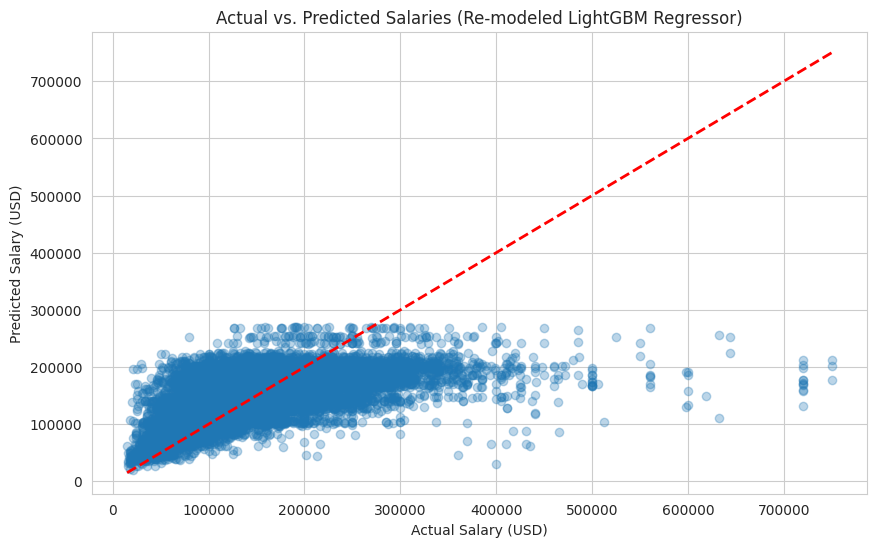 Actual vs. Predicted Salaries (Re-modeled LightGBM Regressor)
Predicted Salary (USD)
700000
600000
500000
400000
300000
200000
100000
0
0 100000 200000 300000 400000 500000 600000 700000
Actual Salary (USD)